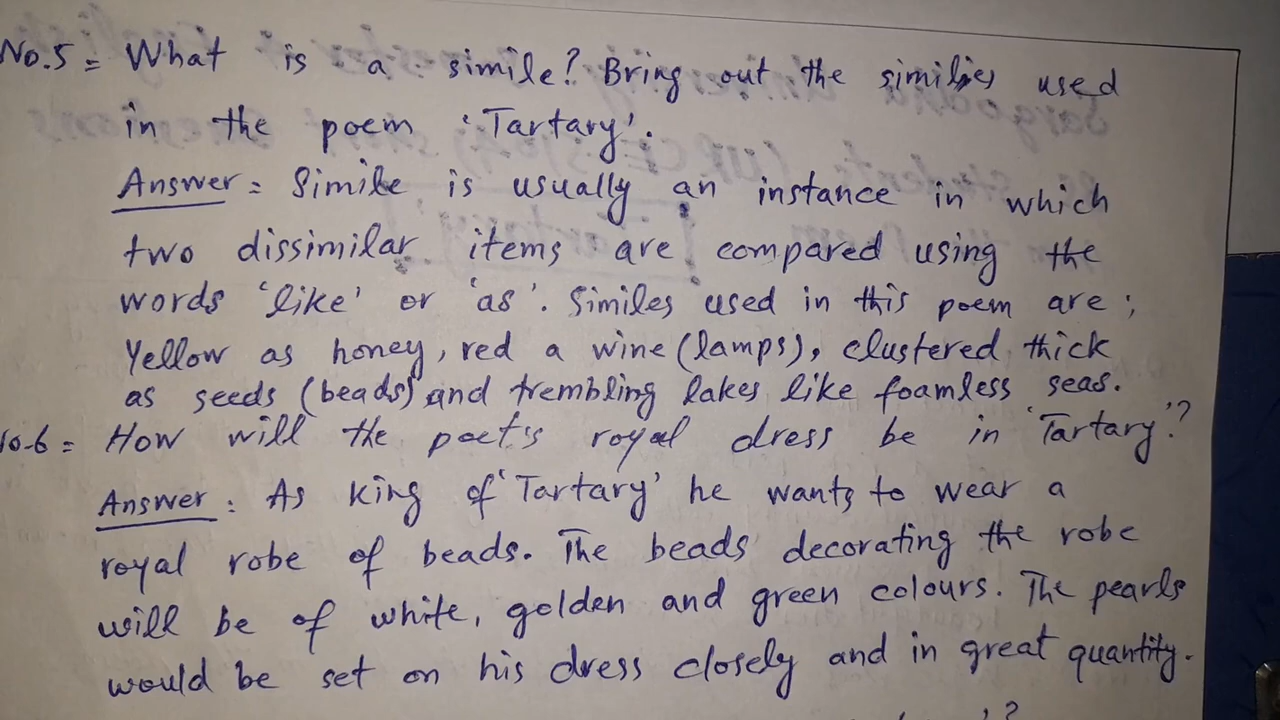 No.5 = What is a simile? Bring out the similies used
in the poem 'Tartary'.
Answer = Simile is usually an instance in which
two dissimilar items are compared using the
words 'like' or 'as'. Similes used in this poem are;
Yellow as honey, red a wine (lamps), clustered thick
as seeds (beads) and trembling lakes like foamless seas.
No.6 = How will the poet's royal dress be in 'Tartary'?
Answer: As King of 'Tartary' he wants to wear a
royal robe of beads. The beads decorating the robe
will be of white, golden and green colours. The pearls
would be set on his dress closely and in great quantity.